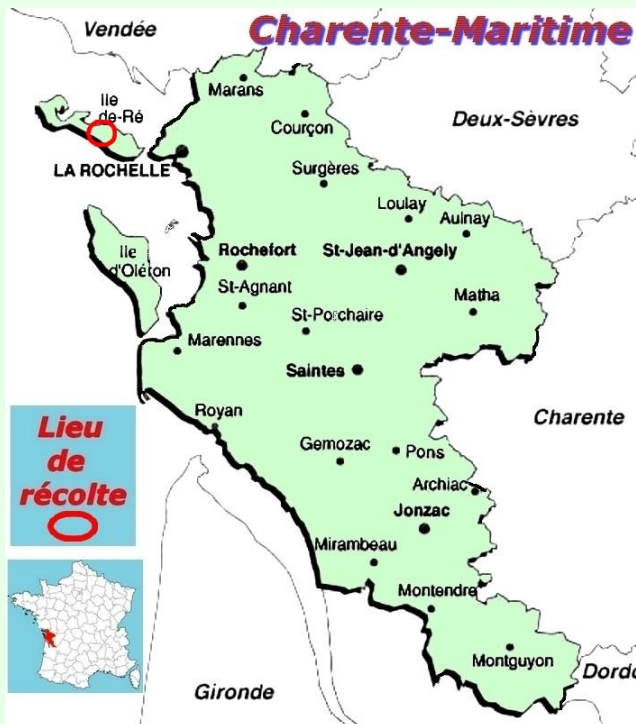 Vendée
Charente-Maritime
Marans
Ile
de-Ré
Courçon
Deux-Sèvres
LA ROCHELLE
Surgères
Loulay
Aulnay
Ile
d'Oléron
Rochefort
St-Jean-d'Angely
St-Agnant
Matha
St-Porchaire
Marennes
Saintes
Royan
Charente
Lieu
de
récolte
Gemozac
Pons
Archiac
Jonzac
Mirambeau
Montendre
Montguyon
Dordo
Gironde